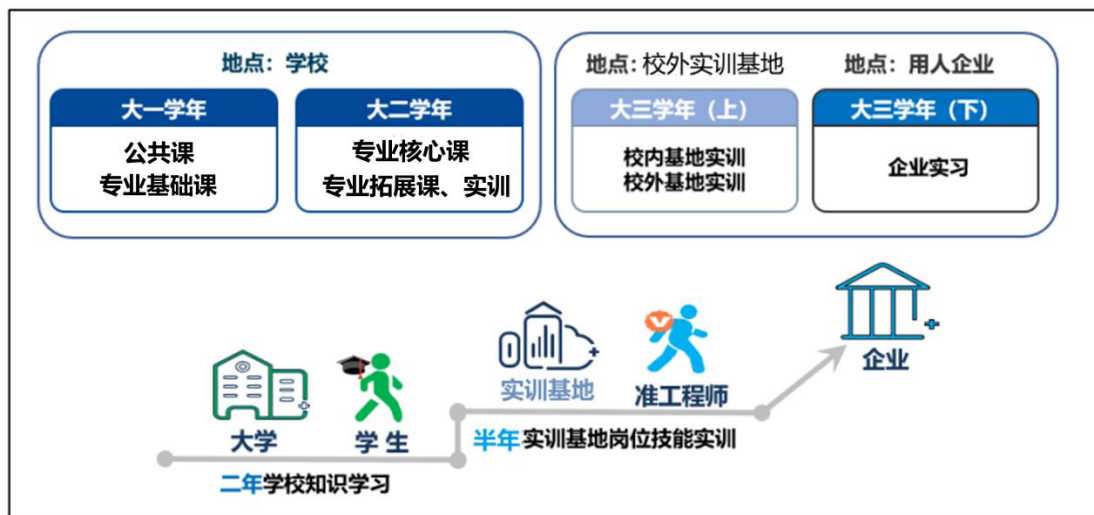 地点：学校
大一学年
公共课
专业基础课
大二学年
专业核心课
专业拓展课、实训
地点：校外实训基地
大三学年（上）
校内基地实训
校外基地实训
地点：用人企业
大三学年（下）
企业实习
大学
学生
二年学校知识学习
实训基地
准工程师
半年实训基地岗位技能实训
企业